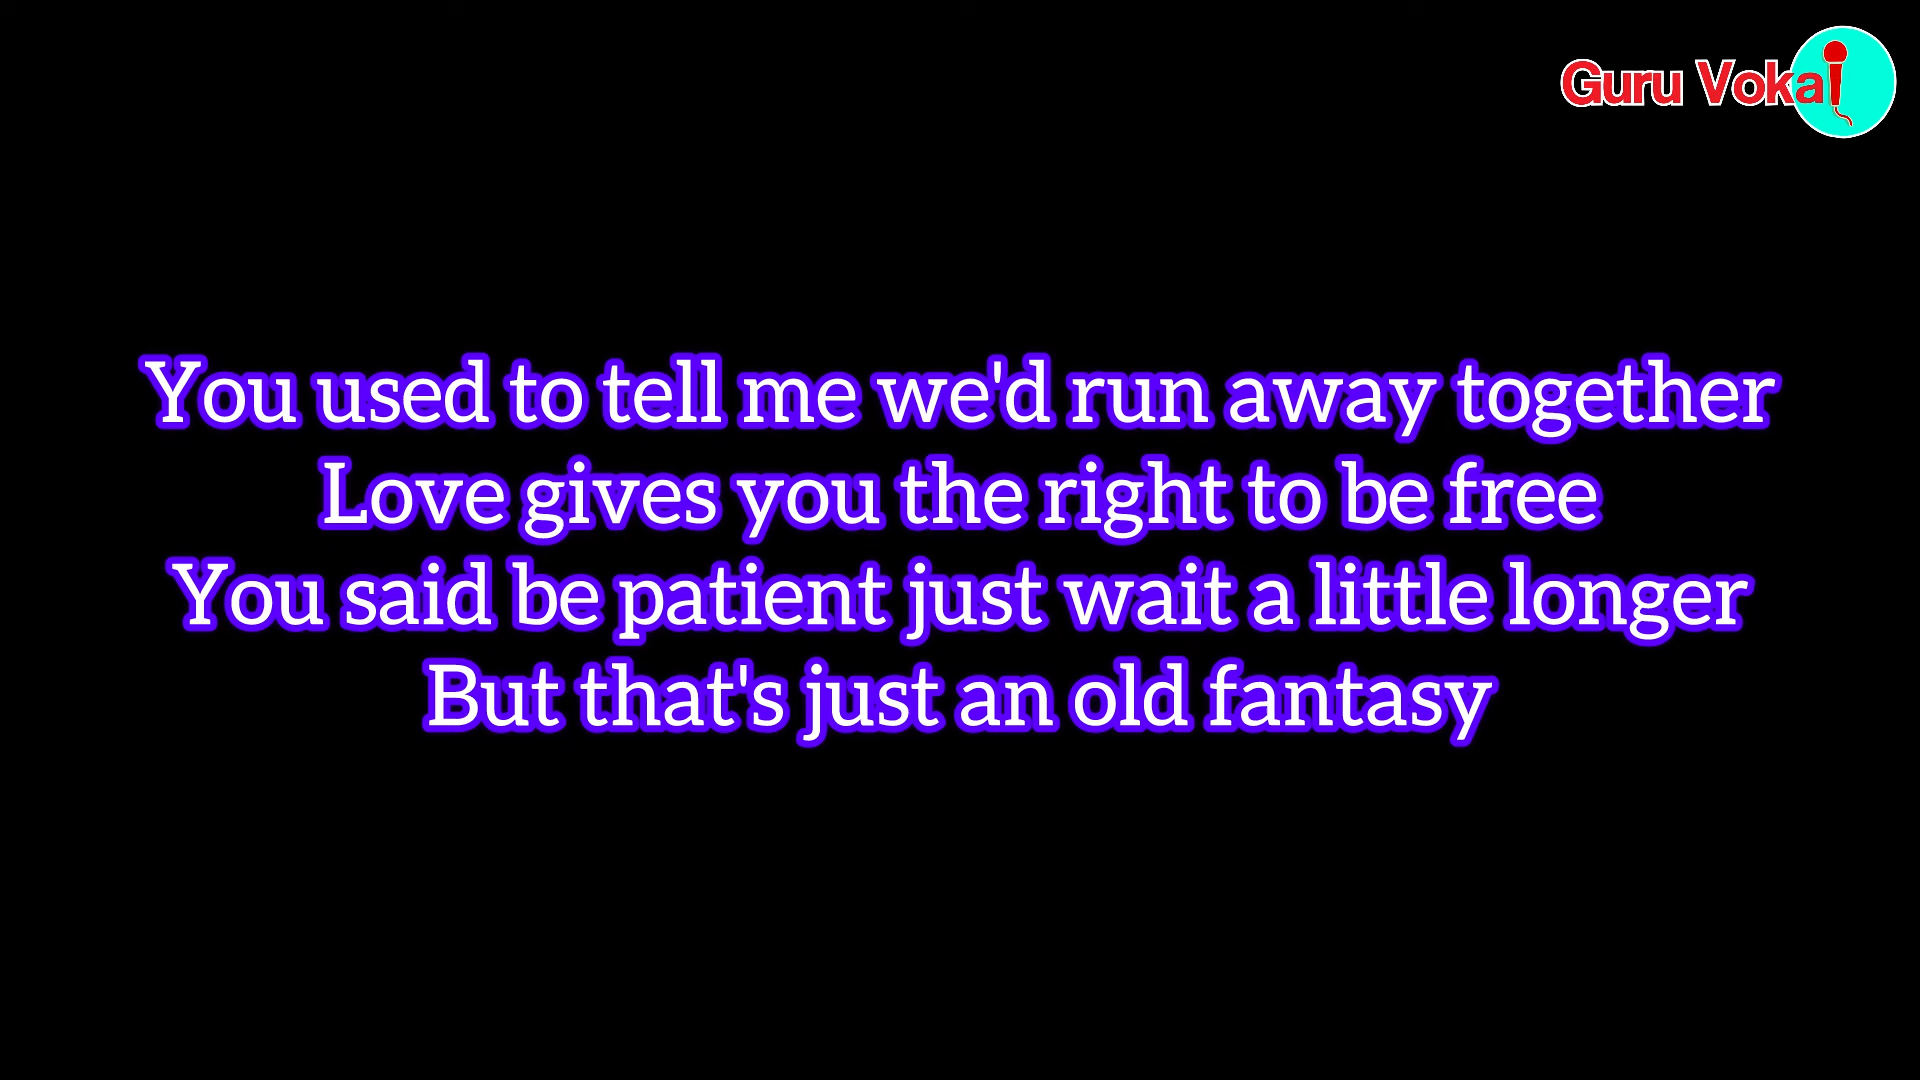 Guru Vokal
You used to tell me we'd run away together
Love gives you the right to be free
You said be patient just wait a little longer
But that's just an old fantasy